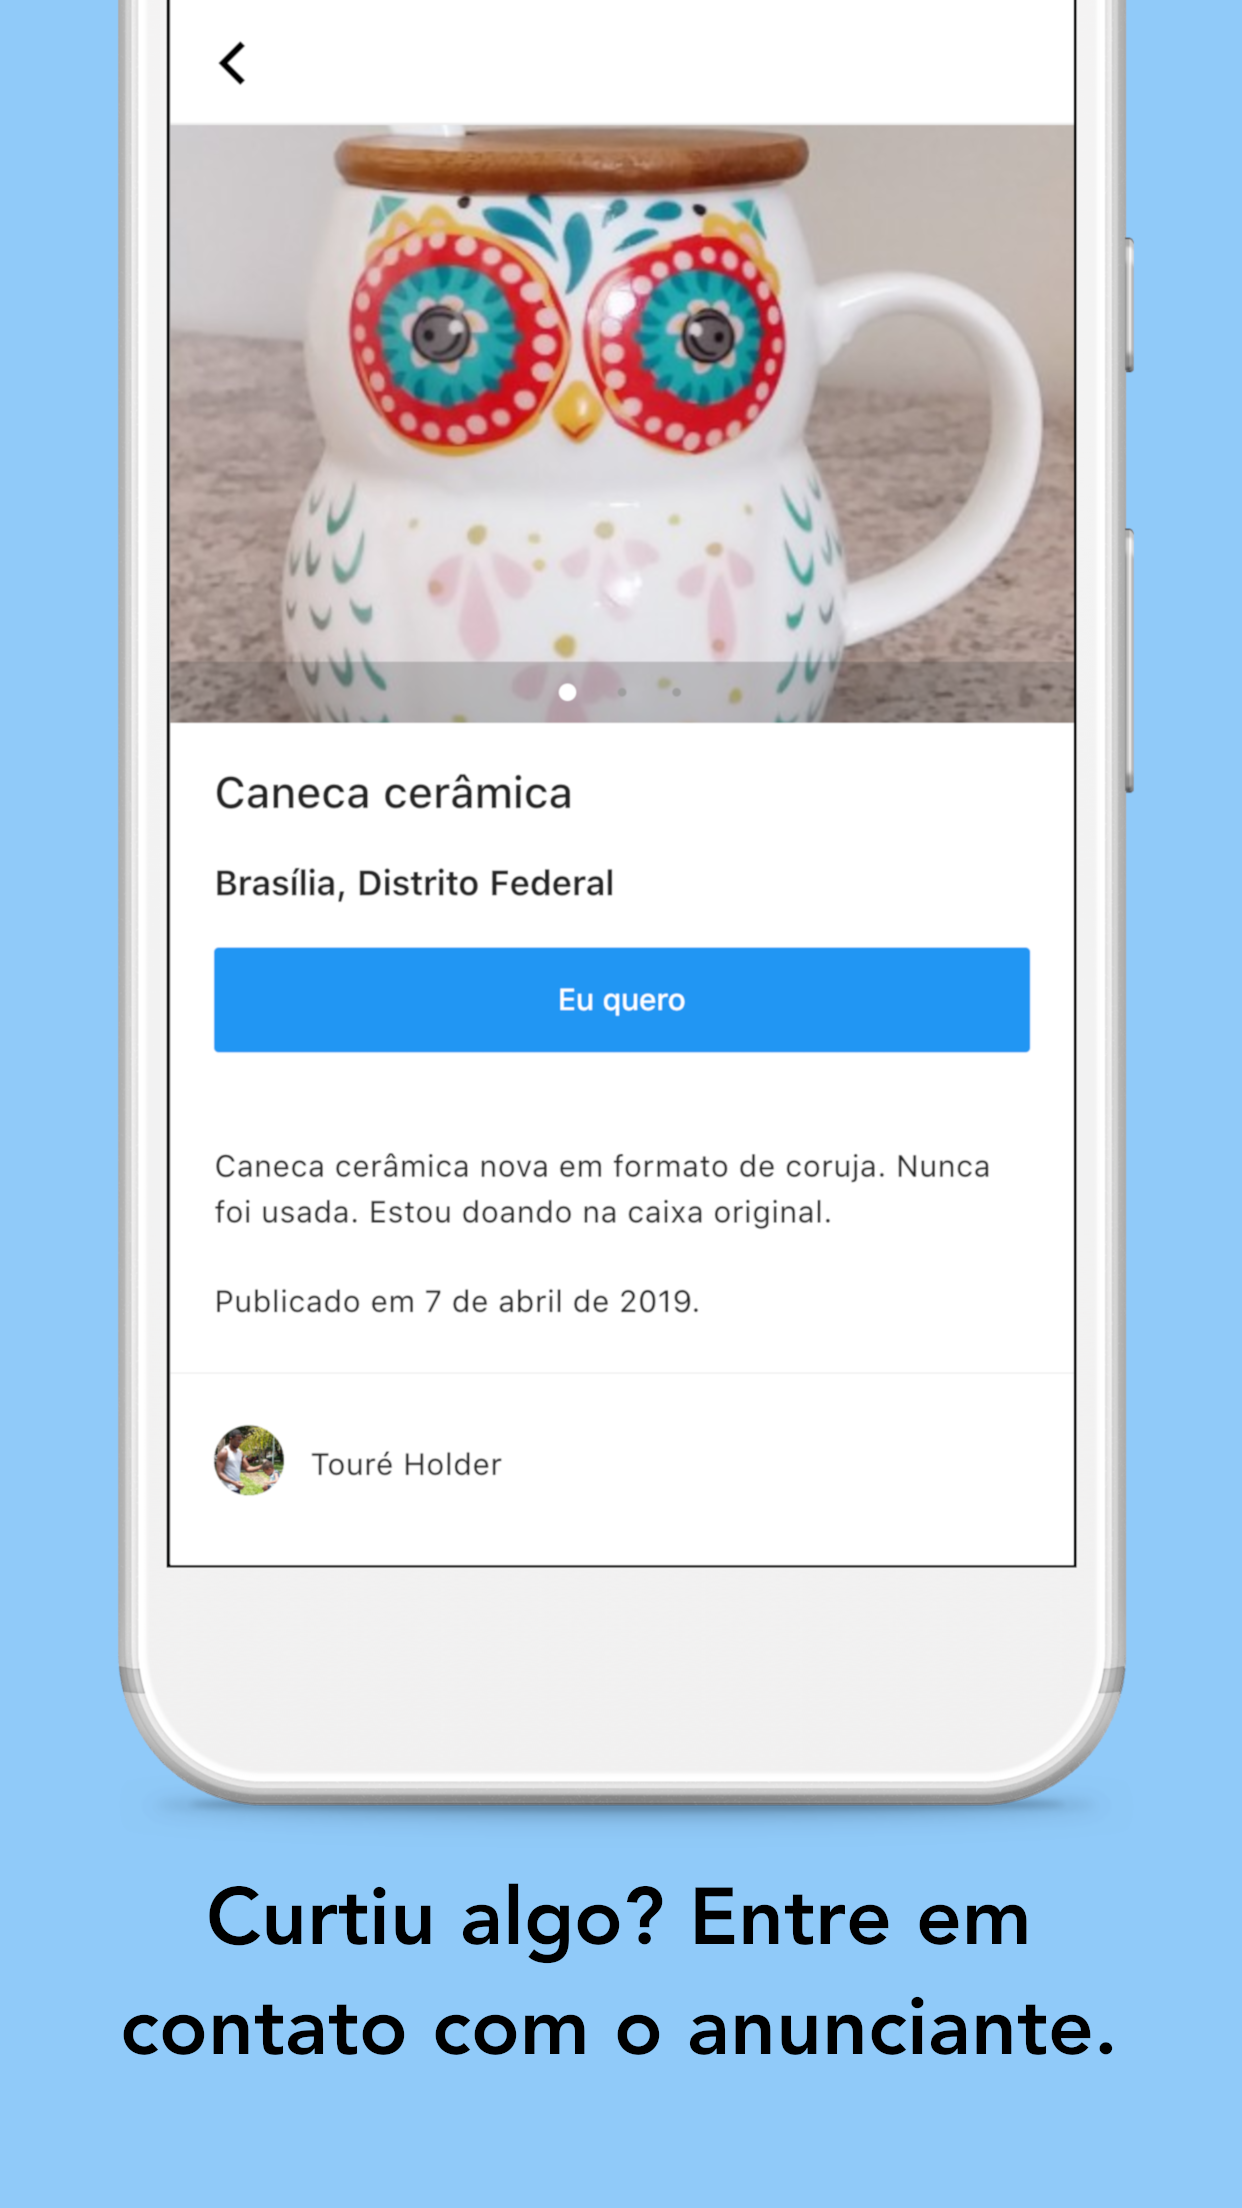 Caneca cerâmica
Brasília, Distrito Federal
Eu quero
Caneca cerâmica nova em formato de coruja. Nunca
foi usada. Estou doando na caixa original.
Publicado em 7 de abril de 2019.
Touré Holder
Curtiu algo? Entre em
contato com o anunciante.